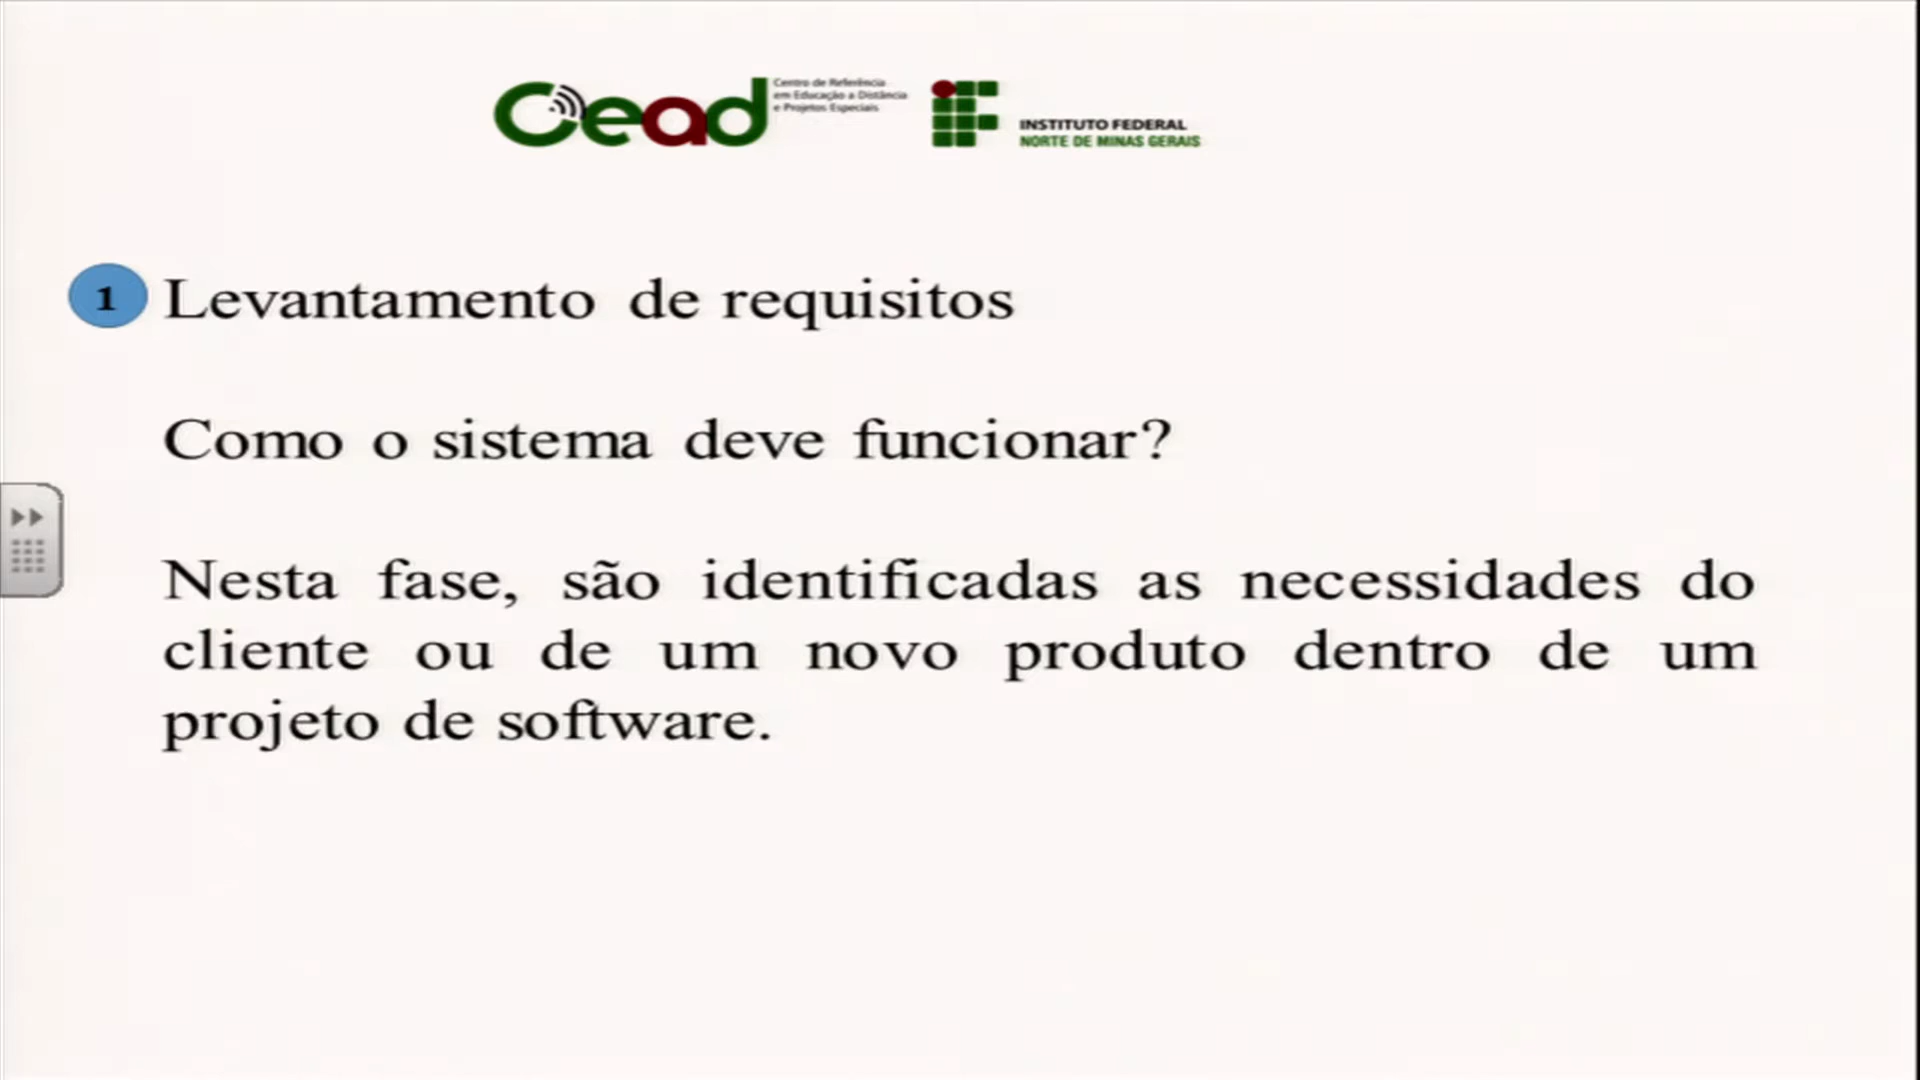 Cead
Centro de Referência
em Educação a Distância
e Projetos Especiais
INSTITUTO FEDERAL
NORTE DE MINAS GERAIS
1 Levantamento de requisitos
Como o sistema deve funcionar?
Nesta fase, são identificadas as necessidades do
cliente ou de um novo produto dentro de um
projeto de software.